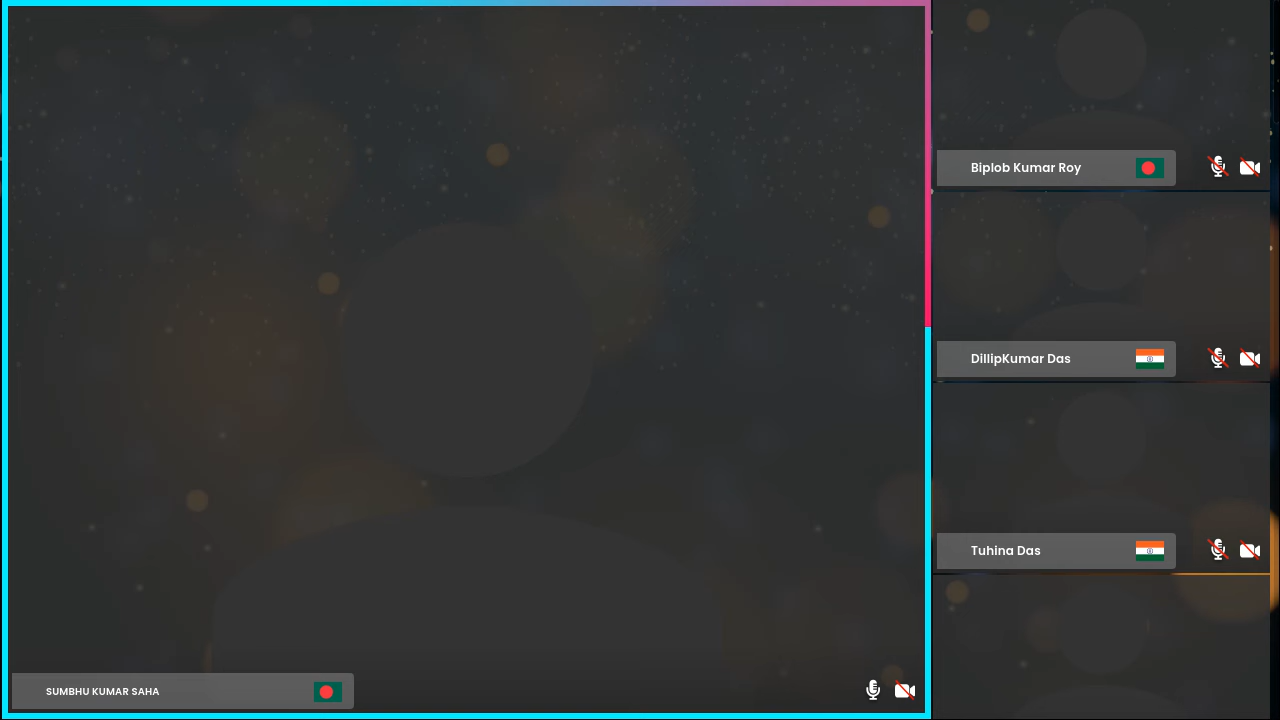 Biplob Kumar Roy
DillipKumar Das
Tuhina Das
SUMBHU KUMAR SAHA